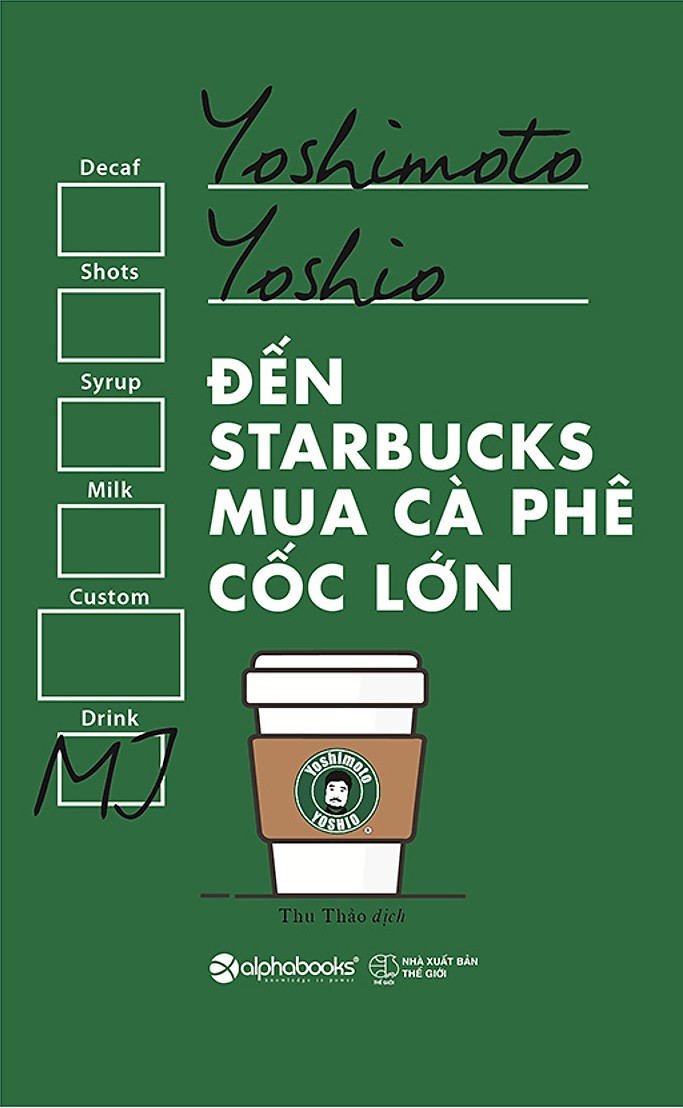 Yoshimoto
Yoshio
Decaf
Shots
Syrup
Milk
Custom
Drink
MJ
ĐẾN
STARBUCKS
MUA CÀ PHÊ
CỐC LỚN
Yoshimoto
YOSHIO
®
Thu Thảo dịch
alphabooks®
knowledge is power
THẾ GIỚI
NHÀ XUẤT BẢN
THẾ GIỚI